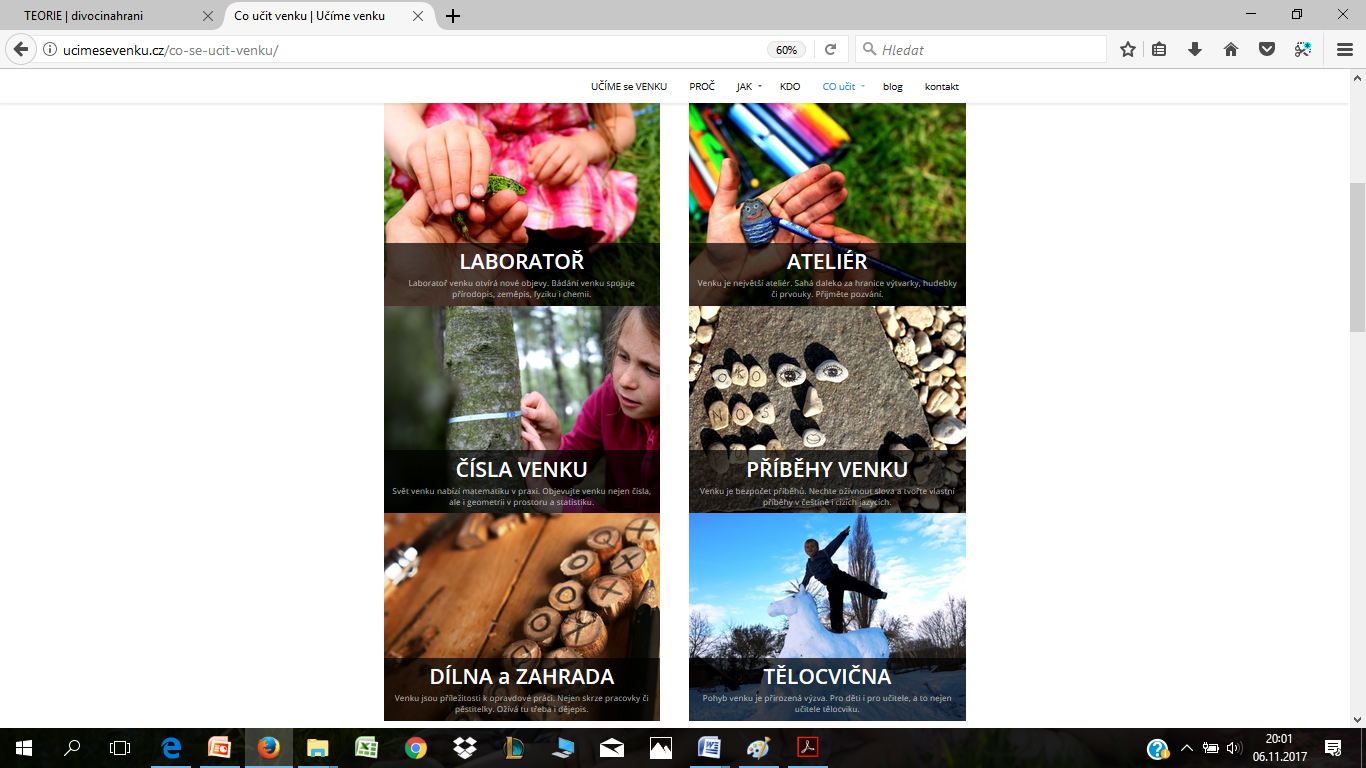 TEORIE | divocinahrani
Co učit venku | Učíme venku
ucimesevenku.cz/co-se-ucit-venku/
60%
Hledat
UČÍME se VENKU
PROČ
JAK
KDO
CO učit
blog
kontakt
LABORATOŘ
Laboratoř venku otvírá nové objevy. Bádání venku spojuje
přírodopis, zeměpis, fyziku i chemii.
ATELIÉR
Venku je největší ateliér. Sahá daleko za hranice výtvarky, hudebky
či prvouky. Přijměte pozvání.
ČÍSLA VENKU
Svět venku nabízí matematiku v praxi. Objevujte venku nejen čísla,
ale i geometrii v prostoru a statistiku.
OKO
NOS
PŘÍBĚHY VENKU
Venku je bezpočet příběhů. Nechte oživnout slova a tvořte vlastní
příběhy v češtině i cizích jazycích.
O X
X
O X
O X
O
DÍLNA a ZAHRADA
Venku jsou příležitosti k opravdové práci. Nejen skrze pracovky či
pěstitelky. Ožívá tu třeba i dějepis.
TĚLOCVIČNA
Pohyb venku je přirozená výzva. Pro děti i pro učitele, a to nejen
učitele tělocviku.
20:01
06.11.2017